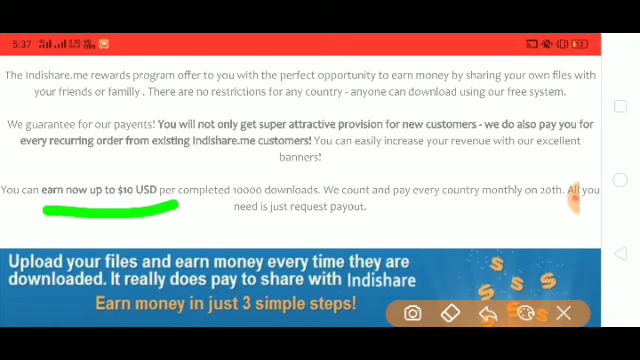 5:37
The Indishare.me rewards program offer to you with the perfect opportunity to earn money by sharing your own files with
your friends or familly . There are no restrictions for any country - anyone can download using our free system.
We guarantee for our payents! You will not only get super attractive provision for new customers - we do also pay you for
every recurring order from existing Indishare.me customers! You can easily increase your revenue with our excellent
banners!
You can earn now up to $10 USD per completed 10000 downloads. We count and pay every country monthly on 20th. All you
need is just request payout.
Upload your files and earn money every time they are
downloaded. It really does pay to share with Indishare
Earn money in just 3 simple steps!